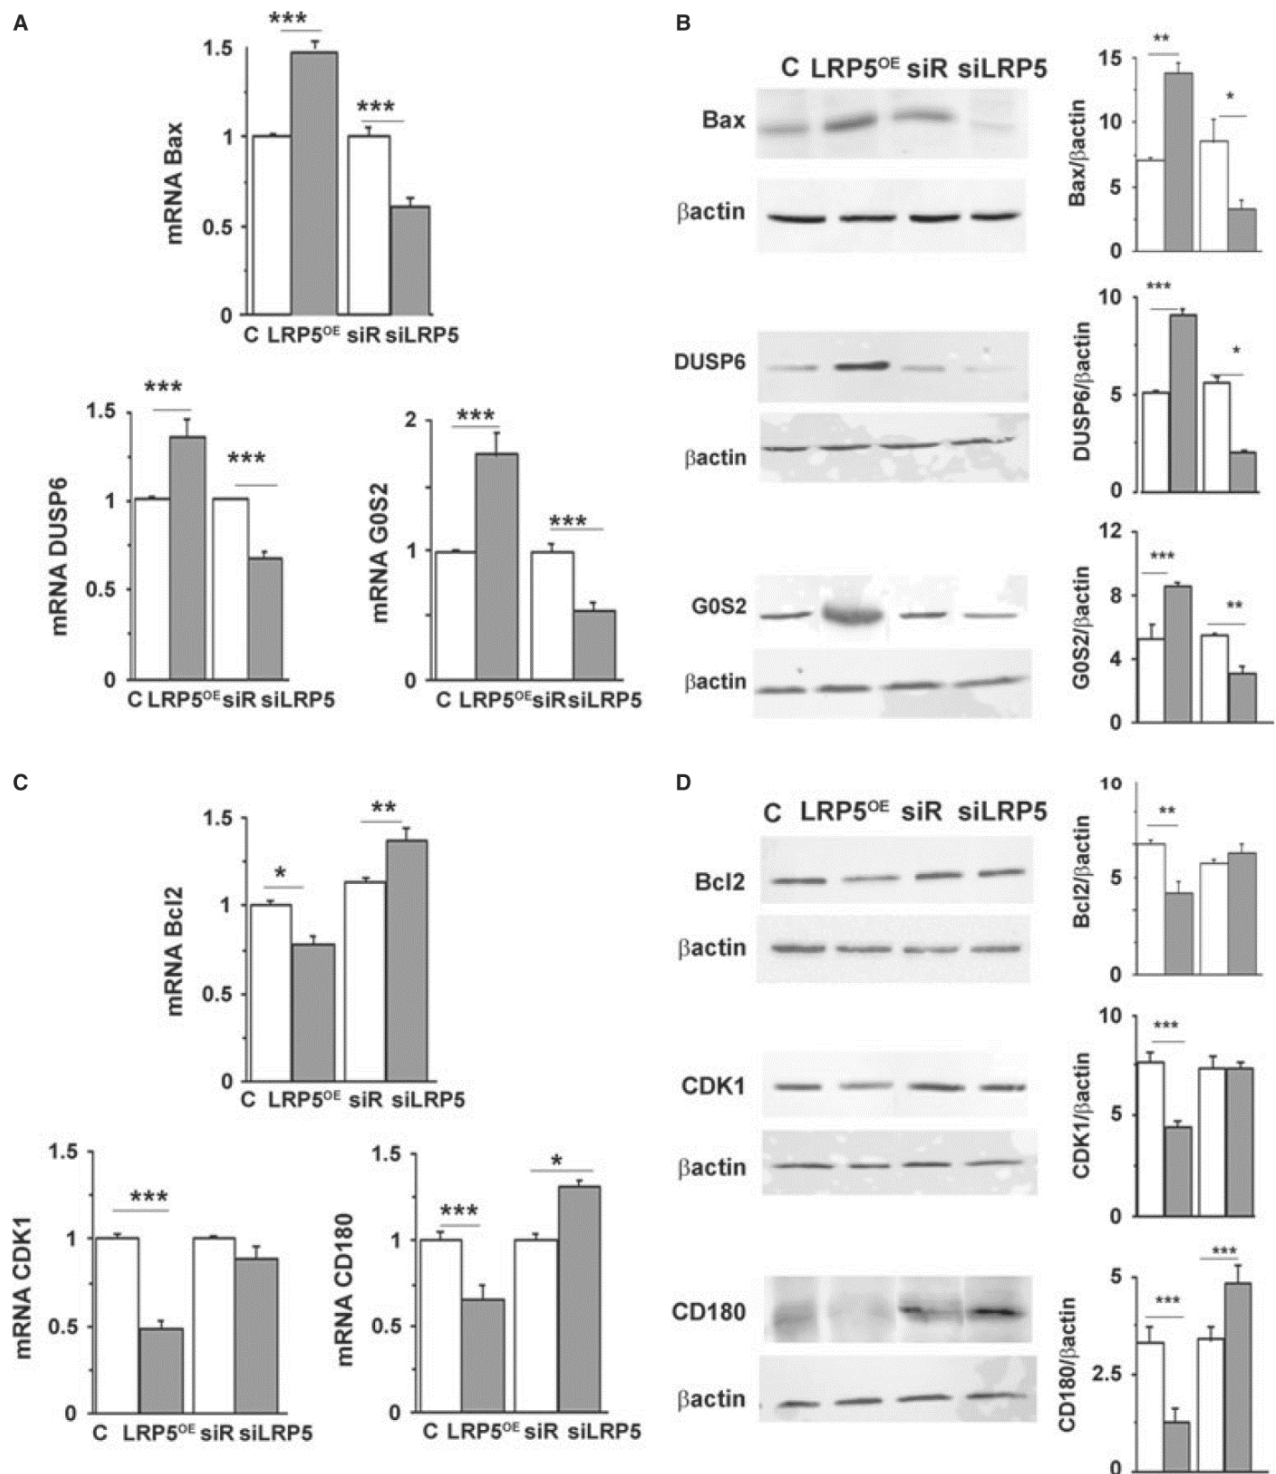 A
***
1.5
***
1
0.5
0
mRNA Bax
C LRP5OE siR siLRP5
***
1.5
***
1
0.5
0
mRNA DUSP6
C LRP5OE siR siLRP5
***
2
***
1
0
mRNA G0S2
C LRP5OE siR siLRP5
B
C LRP5OE siR siLRP5
Bax
βactin
DUSP6
βactin
G0S2
βactin
**
15
*
10
5
0
Bax/βactin
***
10
*
5
0
DUSP6/βactin
12
***
8
**
4
0
G0S2/βactin
C
**
1.5
*
1
0.5
0
mRNA Bcl2
C LRP5OE siR siLRP5
1.5
***
1
0.5
0
mRNA CDK1
C LRP5OE siR siLRP5
1.5
*
***
1
0.5
0
mRNA CD180
C LRP5OE siR siLRP5
D
C LRP5OE siR siLRP5
Bcl2
βactin
CDK1
βactin
CD180
βactin
10
**
5
0
Bcl2/βactin
10
***
5
0
CDK1/βactin
***
5
***
2.5
0
CD180/βactin